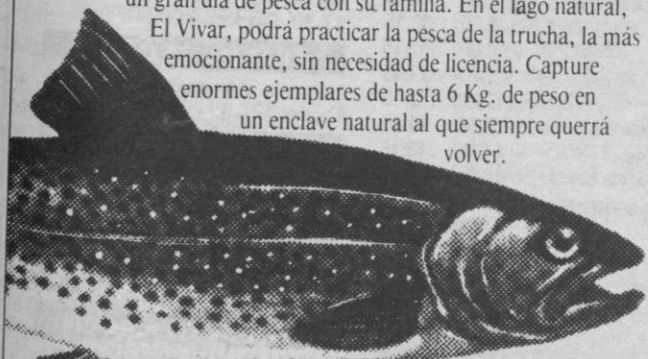 un gran día de pesca con su familia. En el lago natural,
El Vivar, podrá practicar la pesca de la trucha, la más
emocionante, sin necesidad de licencia. Capture
enormes ejemplares de hasta 6 Kg. de peso en
un enclave natural al que siempre querrá
volver.